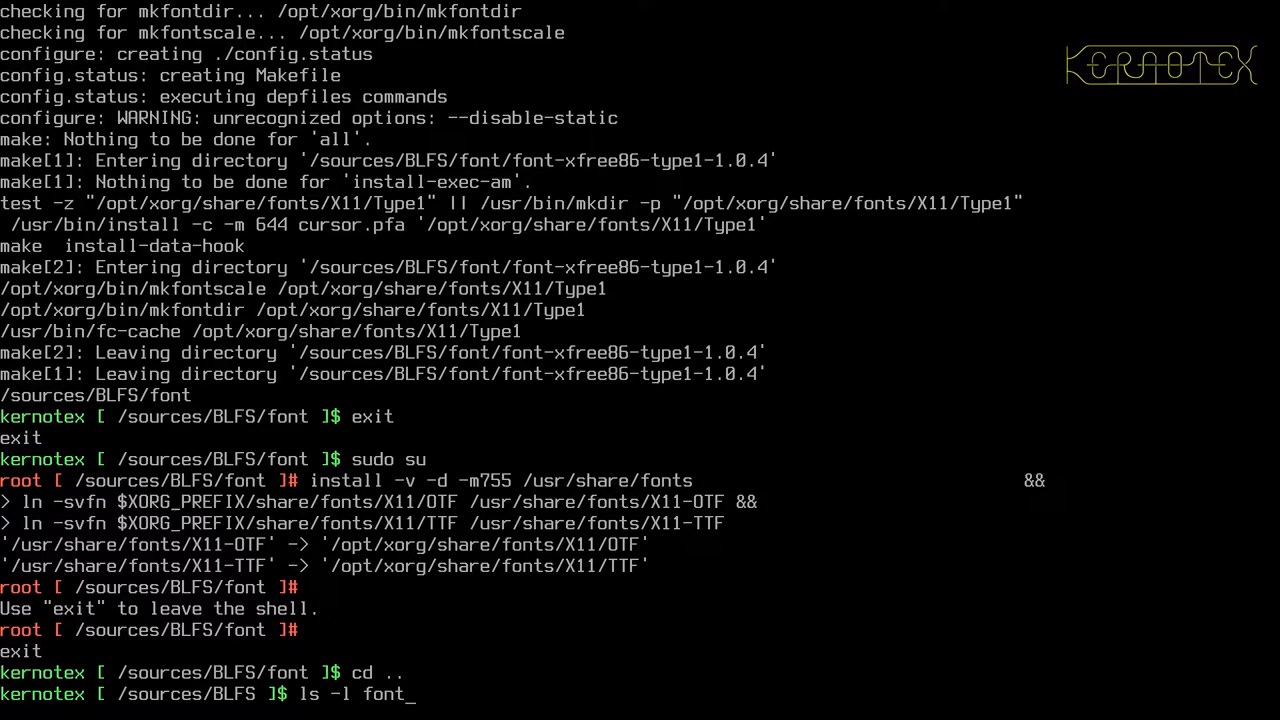 checking for mkfontdir... /opt/xorg/bin/mkfontdir
checking for mkfontscale... /opt/xorg/bin/mkfontscale
configure: creating ./config.status
KERNOTEX
config.status: creating Makefile
config.status: executing depfiles commands
configure: WARNING: unrecognized options: --disable-static
make: Nothing to be done for 'all'.
make[1]: Entering directory '/sources/BLFS/font/font-xfree86-type1-1.0.4'
make[1]: Nothing to be done for 'install-exec-am'.
test -z "/opt/xorg/share/fonts/X11/Type1" || /usr/bin/mkdir -p "/opt/xorg/share/fonts/X11/Type1"
 /usr/bin/install -c -m 644 cursor.pfa '/opt/xorg/share/fonts/X11/Type1'
make  install-data-hook
make[2]: Entering directory '/sources/BLFS/font/font-xfree86-type1-1.0.4'
/opt/xorg/bin/mkfontscale /opt/xorg/share/fonts/X11/Type1
/opt/xorg/bin/mkfontdir /opt/xorg/share/fonts/X11/Type1
/usr/bin/fc-cache /opt/xorg/share/fonts/X11/Type1
make[2]: Leaving directory '/sources/BLFS/font/font-xfree86-type1-1.0.4'
make[1]: Leaving directory '/sources/BLFS/font/font-xfree86-type1-1.0.4'
/sources/BLFS/font
kernotex [ /sources/BLFS/font ]$ exit
exit
kernotex [ /sources/BLFS/font ]$ sudo su
root [ /sources/BLFS/font ]# install -v -d -m755 /usr/share/fonts                               &&
> ln -svfn $XORG_PREFIX/share/fonts/X11/OTF /usr/share/fonts/X11-OTF &&
> ln -svfn $XORG_PREFIX/share/fonts/X11/TTF /usr/share/fonts/X11-TTF
'/usr/share/fonts/X11-OTF' -> '/opt/xorg/share/fonts/X11/OTF'
'/usr/share/fonts/X11-TTF' -> '/opt/xorg/share/fonts/X11/TTF'
root [ /sources/BLFS/font ]#
Use "exit" to leave the shell.
root [ /sources/BLFS/font ]#
exit
kernotex [ /sources/BLFS/font ]$ cd ..
kernotex [ /sources/BLFS ]$ ls -l font_